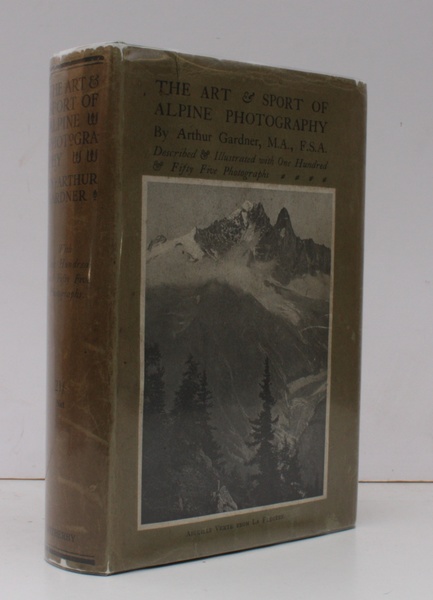 THE ART & SPORT OF
ALPINE PHOTOGRAPHY
By Arthur Gardner, M.A., F.S.A.
Described & Illustrated with One Hundred
& Fifty Five Photographs
THE ART &
SPORT OF
ALPINE
PHOTOGRA
PHY
ARTHUR
GARDNER
With